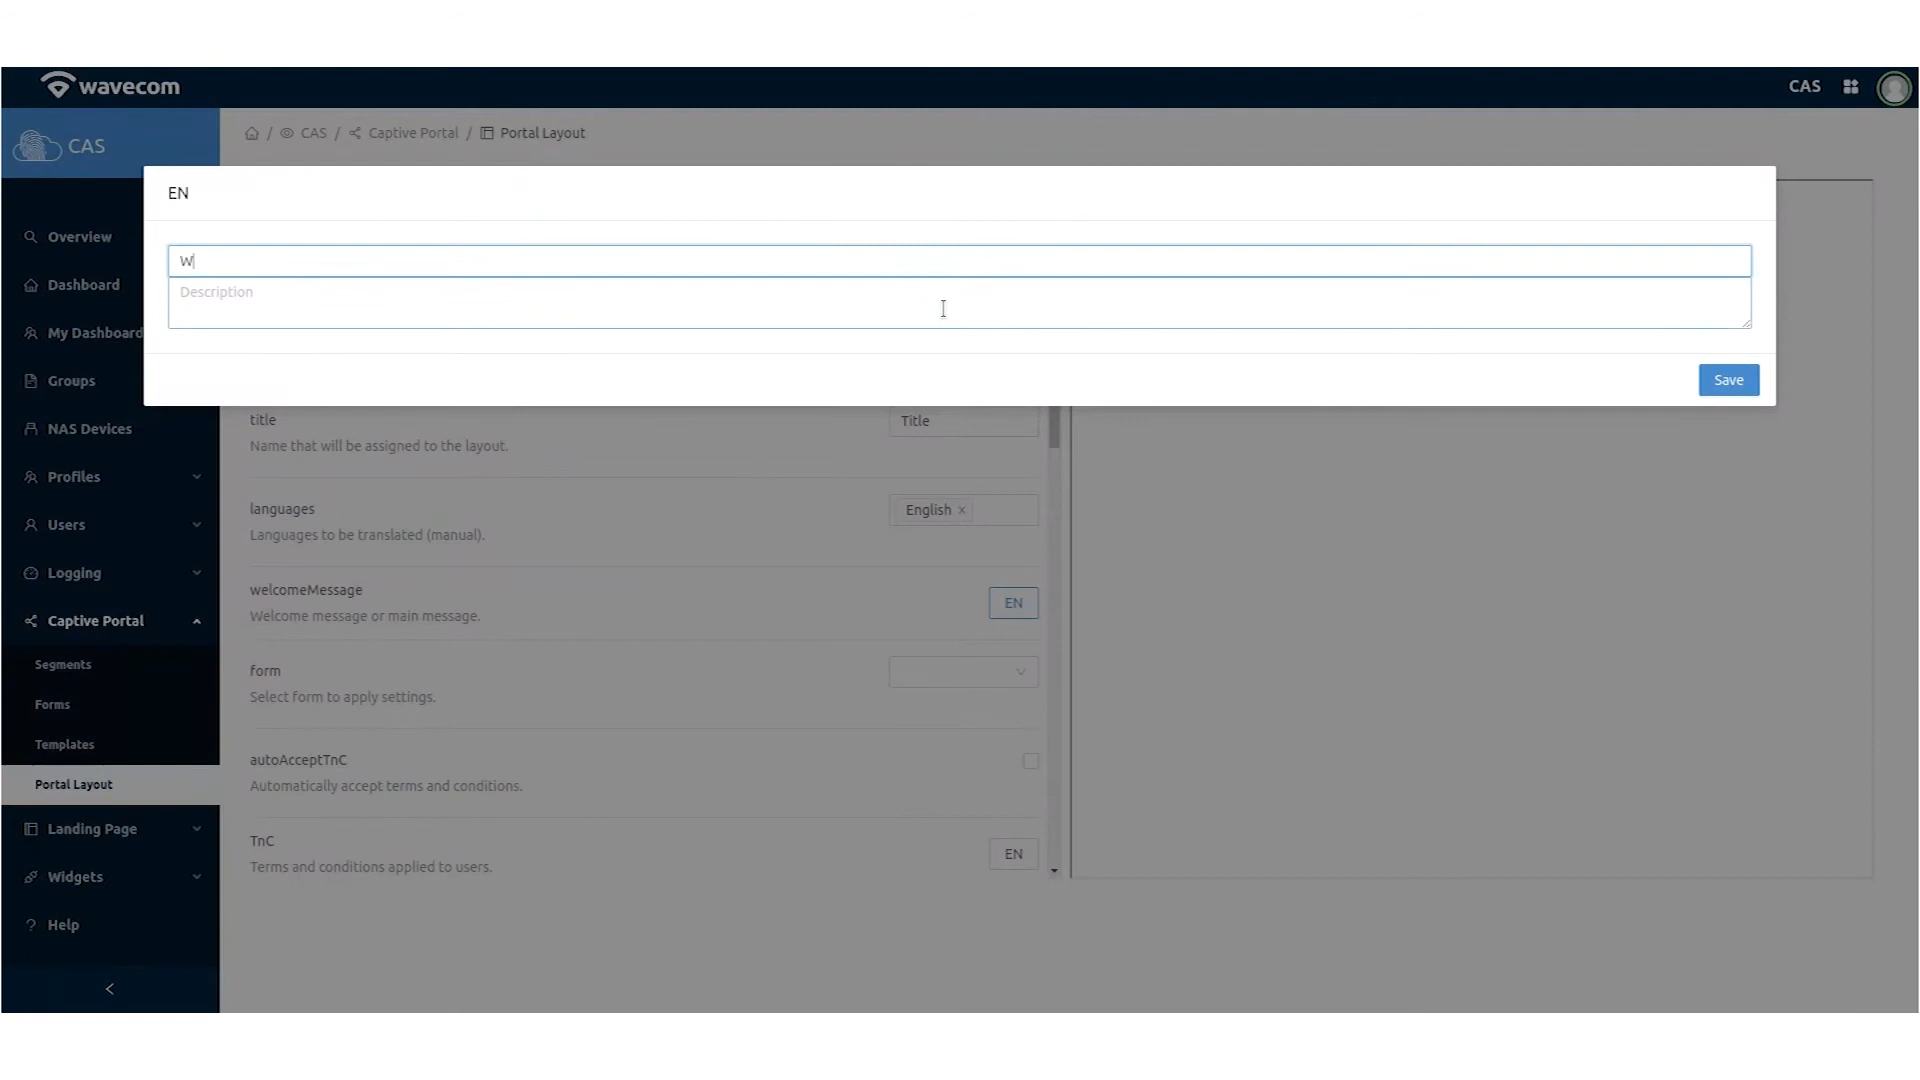 wavecom
CAS
CAS
/ CAS / Captive Portal / Portal Layout
EN
W
Description
Save
Overview
Dashboard
My Dashboard
Groups
NAS Devices
Profiles
Users
Logging
Captive Portal
Segments
Forms
Templates
Portal Layout
Landing Page
Widgets
Help
title
Title
Name that will be assigned to the layout.
languages
English ×
Languages to be translated (manual).
welcomeMessage
EN
Welcome message or main message.
form
Select form to apply settings.
autoAcceptTnC
Automatically accept terms and conditions.
TnC
EN
Terms and conditions applied to users.